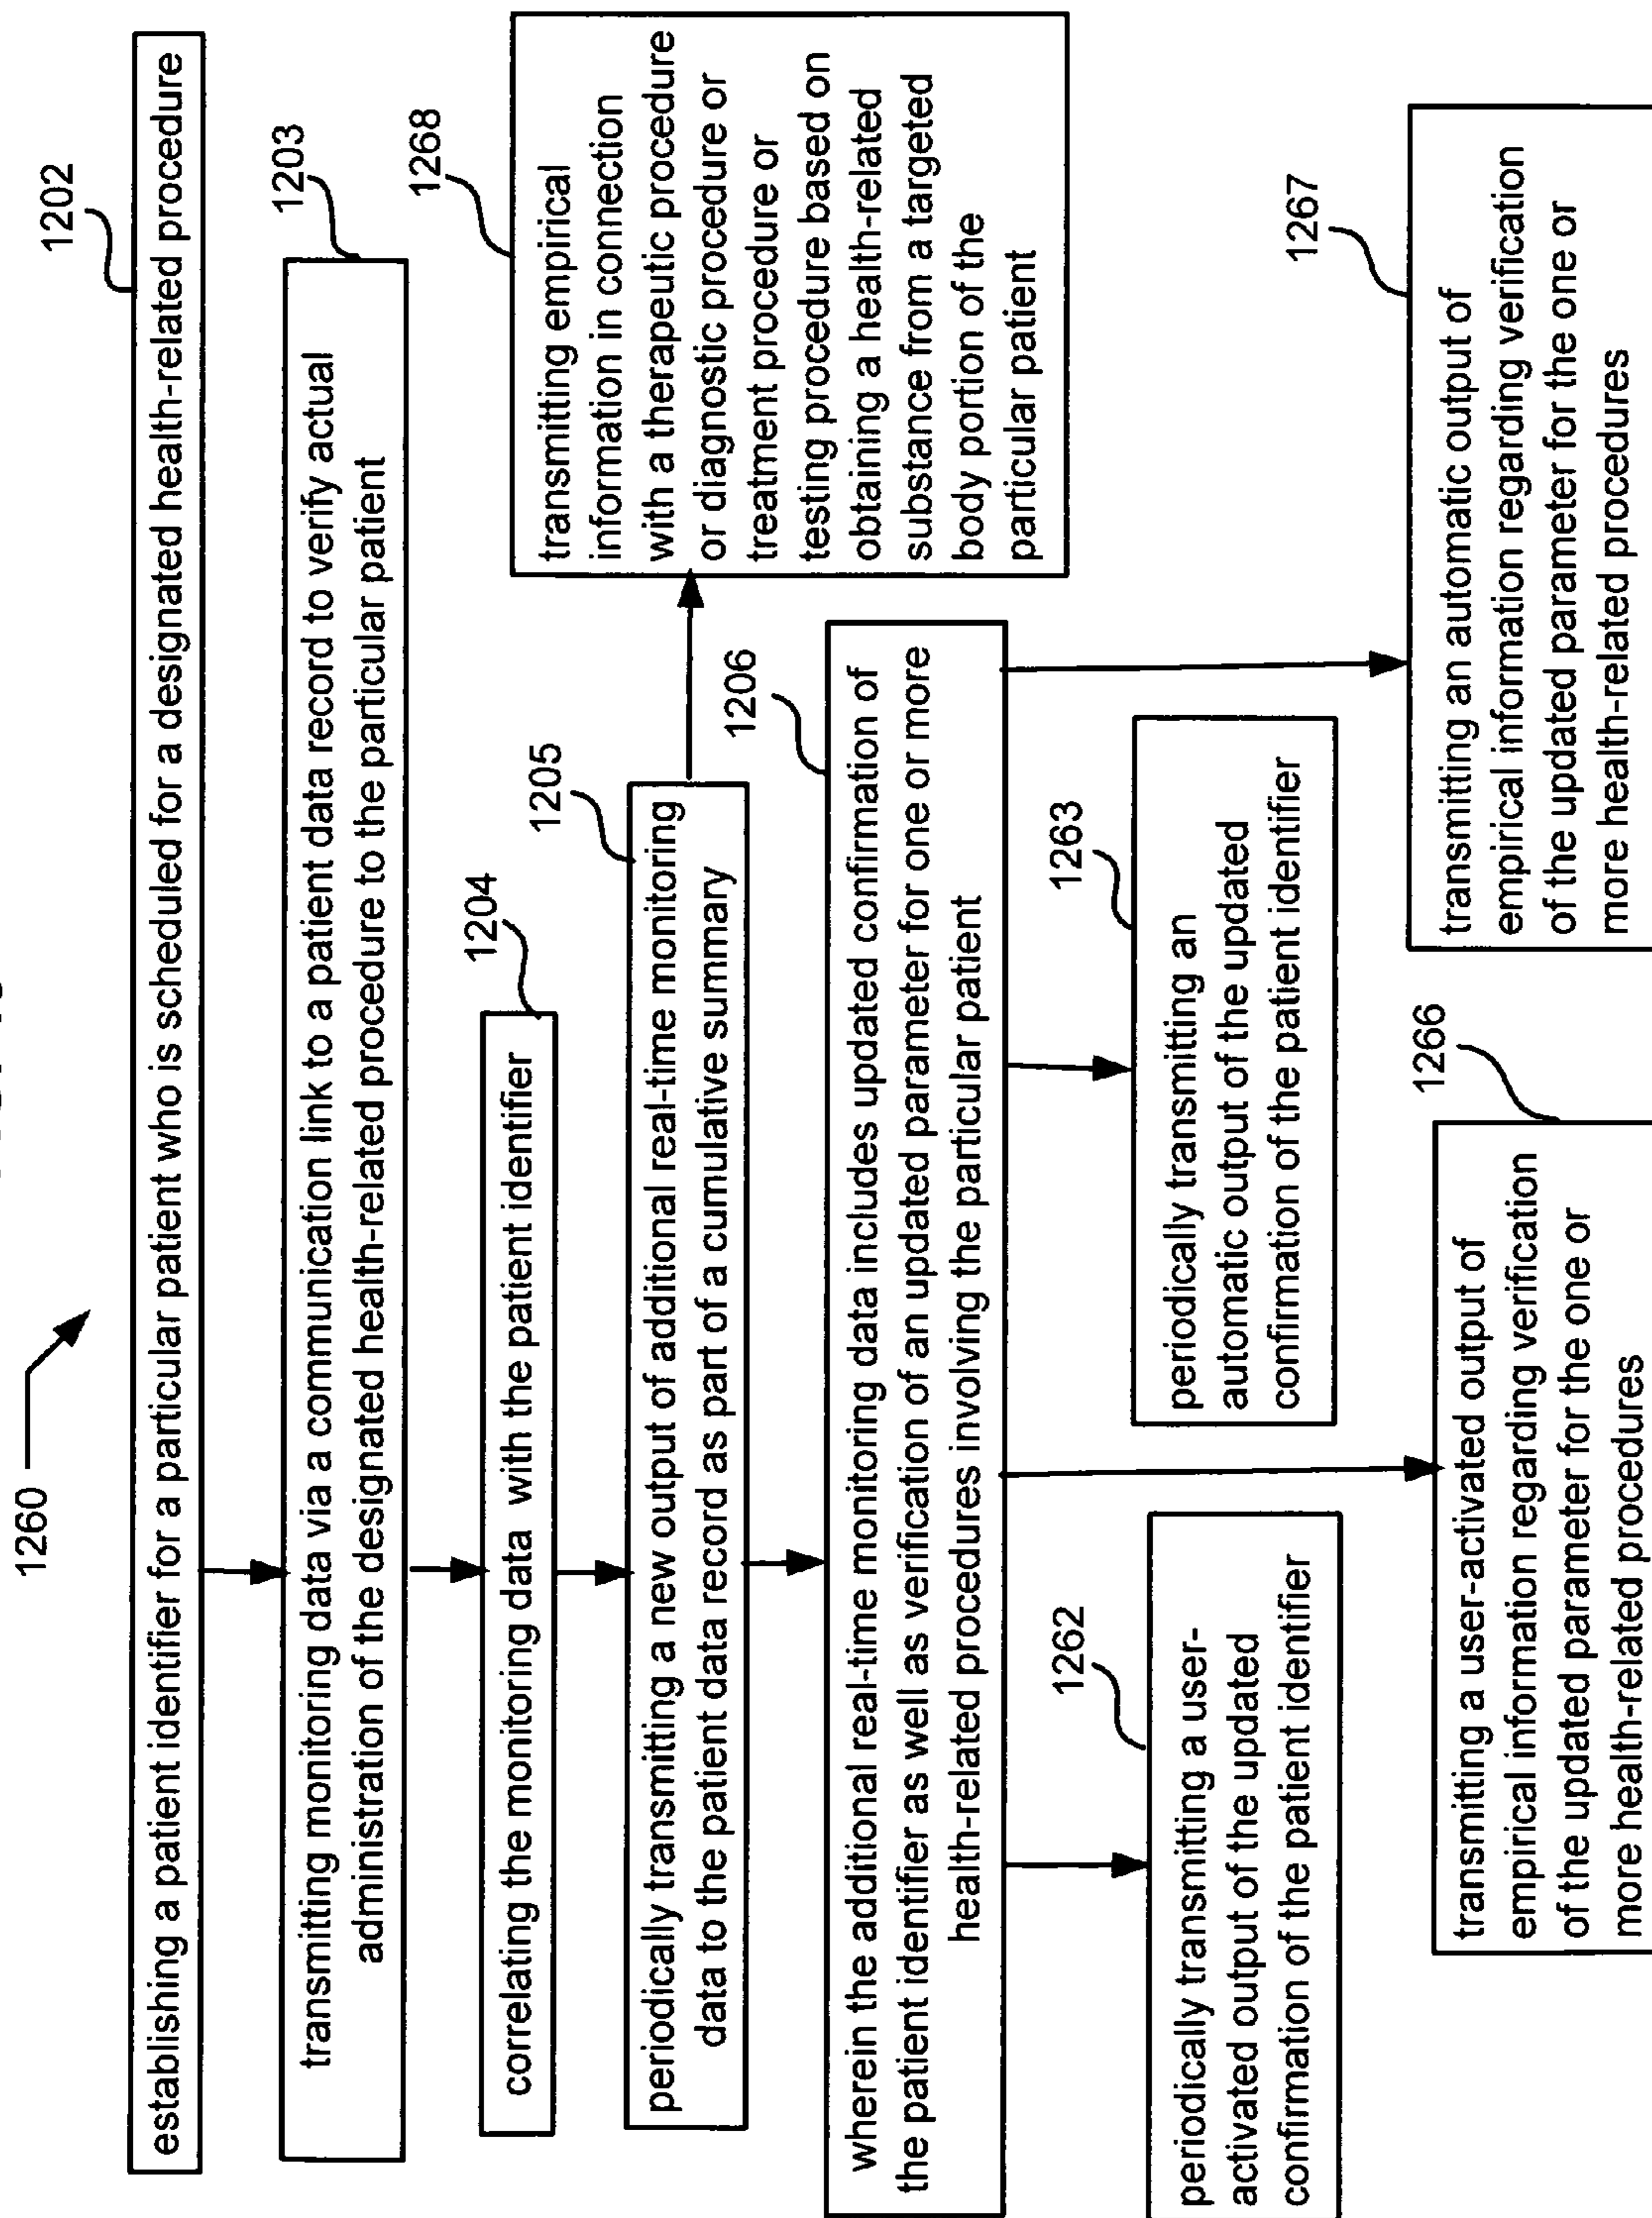 1260
1202
establishing a patient identifier for a particular patient who is scheduled for a designated health-related procedure
1203
transmitting monitoring data via a communication link to a patient data record to verify actual
administration of the designated health-related procedure to the particular patient
1204
correlating the monitoring data with the patient identifier
1205
periodically transmitting a new output of additional real-time monitoring
data to the patient data record as part of a cumulative summary
1268
transmitting empirical
information in connection
with a therapeutic procedure
or diagnostic procedure or
treatment procedure or
testing procedure based on
obtaining a health-related
substance from a targeted
body portion of the
particular patient
1206
wherein the additional real-time monitoring data includes updated confirmation of
the patient identifier as well as verification of an updated parameter for one or more
health-related procedures involving the particular patient
1262
periodically transmitting a user-
activated output of the updated
confirmation of the patient identifier
1263
periodically transmitting an
automatic output of the updated
confirmation of the patient identifier
1266
transmitting a user-activated output of
empirical information regarding verification
of the updated parameter for the one or
more health-related procedures
1267
transmitting an automatic output of
empirical information regarding verification
of the updated parameter for the one or
more health-related procedures